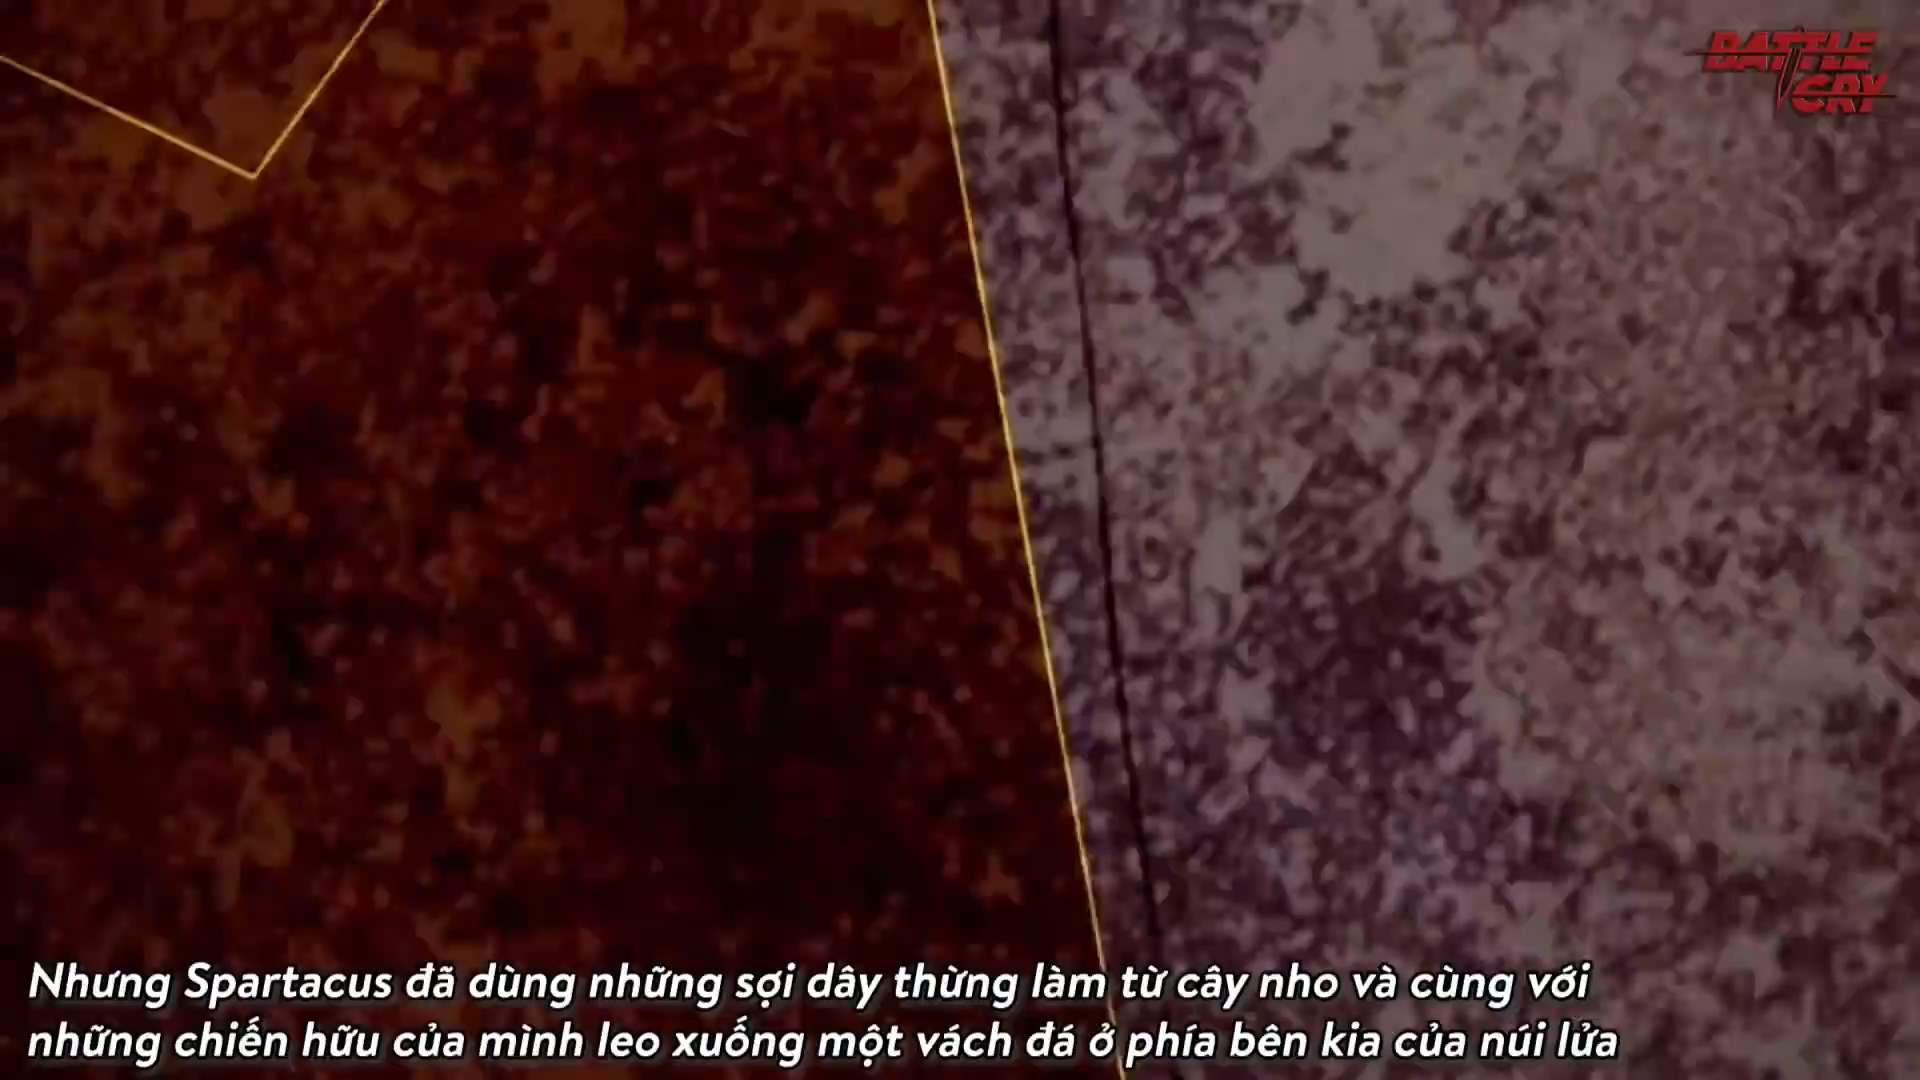 BATTLE
CRY
Nhưng Spartacus đã dùng những sợi dây thừng làm từ cây nho và cùng với
những chiến hữu của mình leo xuống một vách đá ở phía bên kia của núi lửa